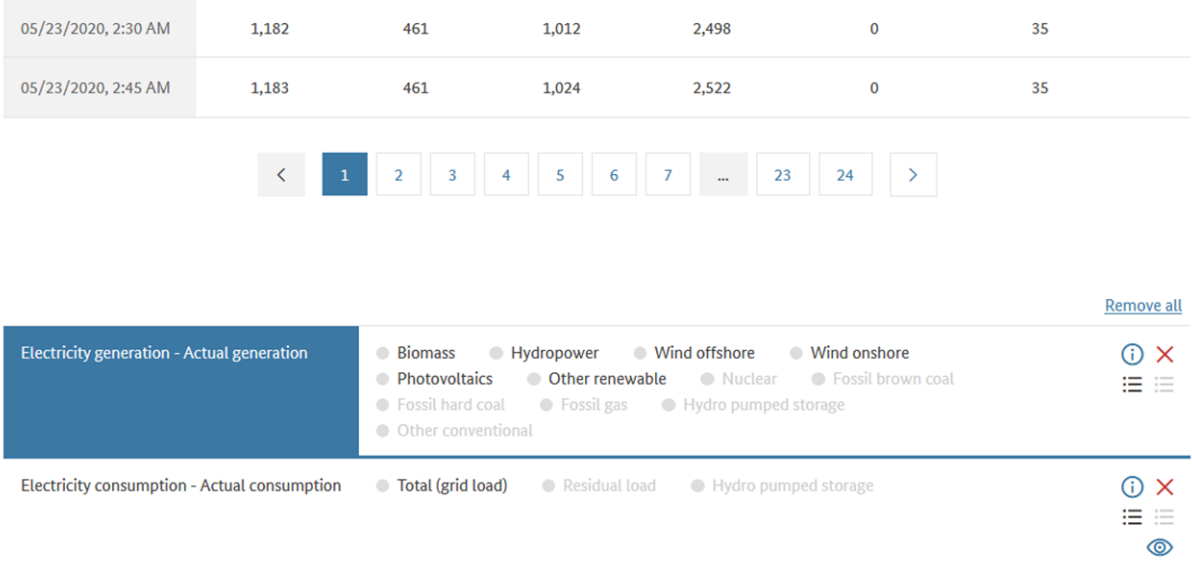 05/23/2020, 2:30 AM 1,182 461 1,012 2,498 0 35
05/23/2020, 2:45 AM 1,183 461 1,024 2,522 0 35
1 2 3 4 5 6 7 ... 23 24
Remove all
Electricity generation - Actual generation Biomass Hydropower Wind offshore Wind onshore
Photovoltaics Other renewable Nuclear Fossil brown coal
Fossil hard coal Fossil gas Hydro pumped storage
Other conventional
Electricity consumption - Actual consumption Total (grid load) Residual load Hydro pumped storage